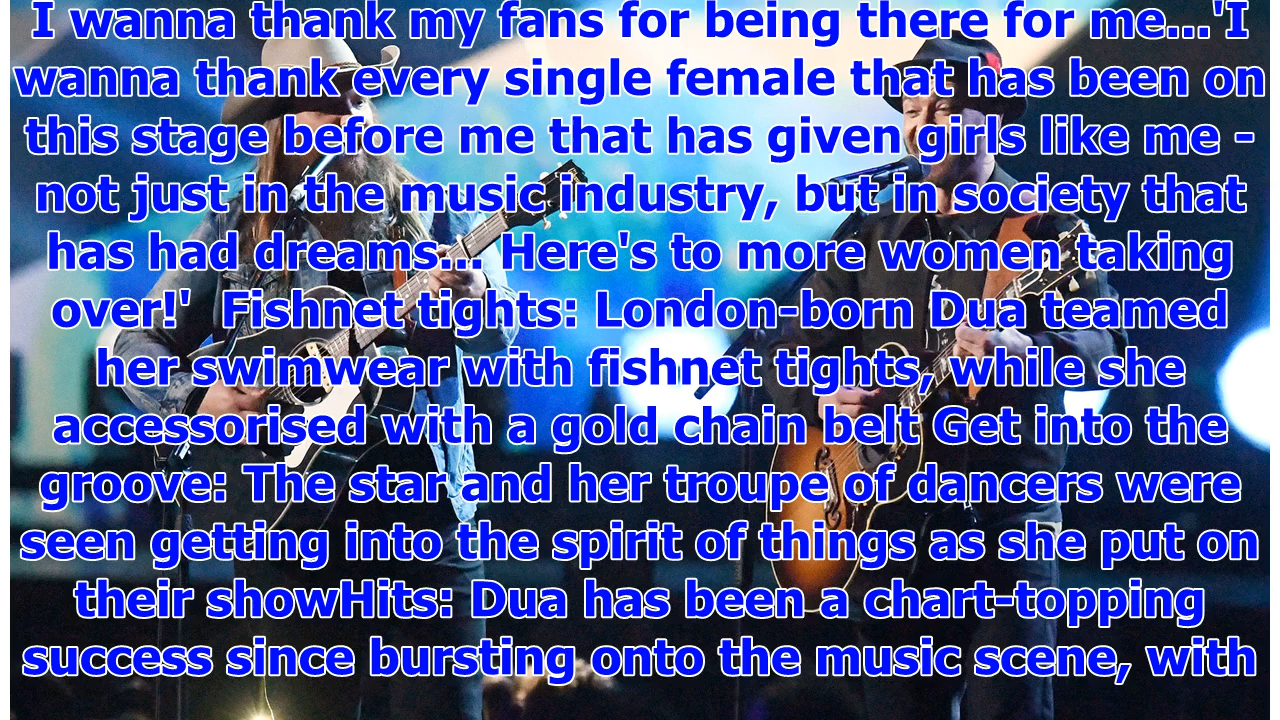 I wanna thank my fans for being there for me...'I
wanna thank every single female that has been on
this stage before me that has given girls like me -
not just in the music industry, but in society that
has had dreams... Here's to more women taking
over!'  Fishnet tights: London-born Dua teamed
her swimwear with fishnet tights, while she
accessorised with a gold chain belt Get into the
groove: The star and her troupe of dancers were
seen getting into the spirit of things as she put on
their showHits: Dua has been a chart-topping
success since bursting onto the music scene, with